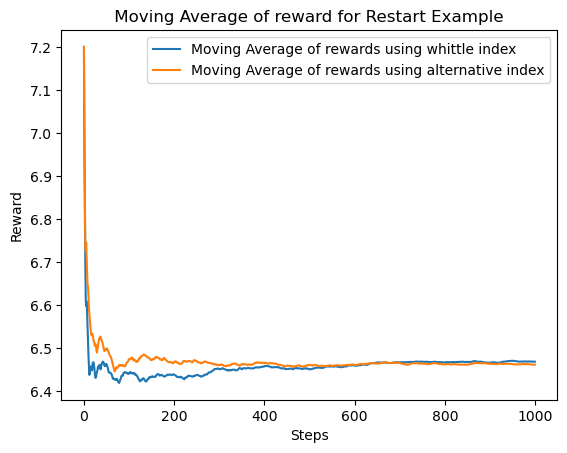 Moving Average of reward for Restart Example
Moving Average of rewards using whittle index
Moving Average of rewards using alternative index
7.2
7.1
7.0
6.9
6.8
6.7
6.6
6.5
6.4
Reward
0 200 400 600 800 1000
Steps